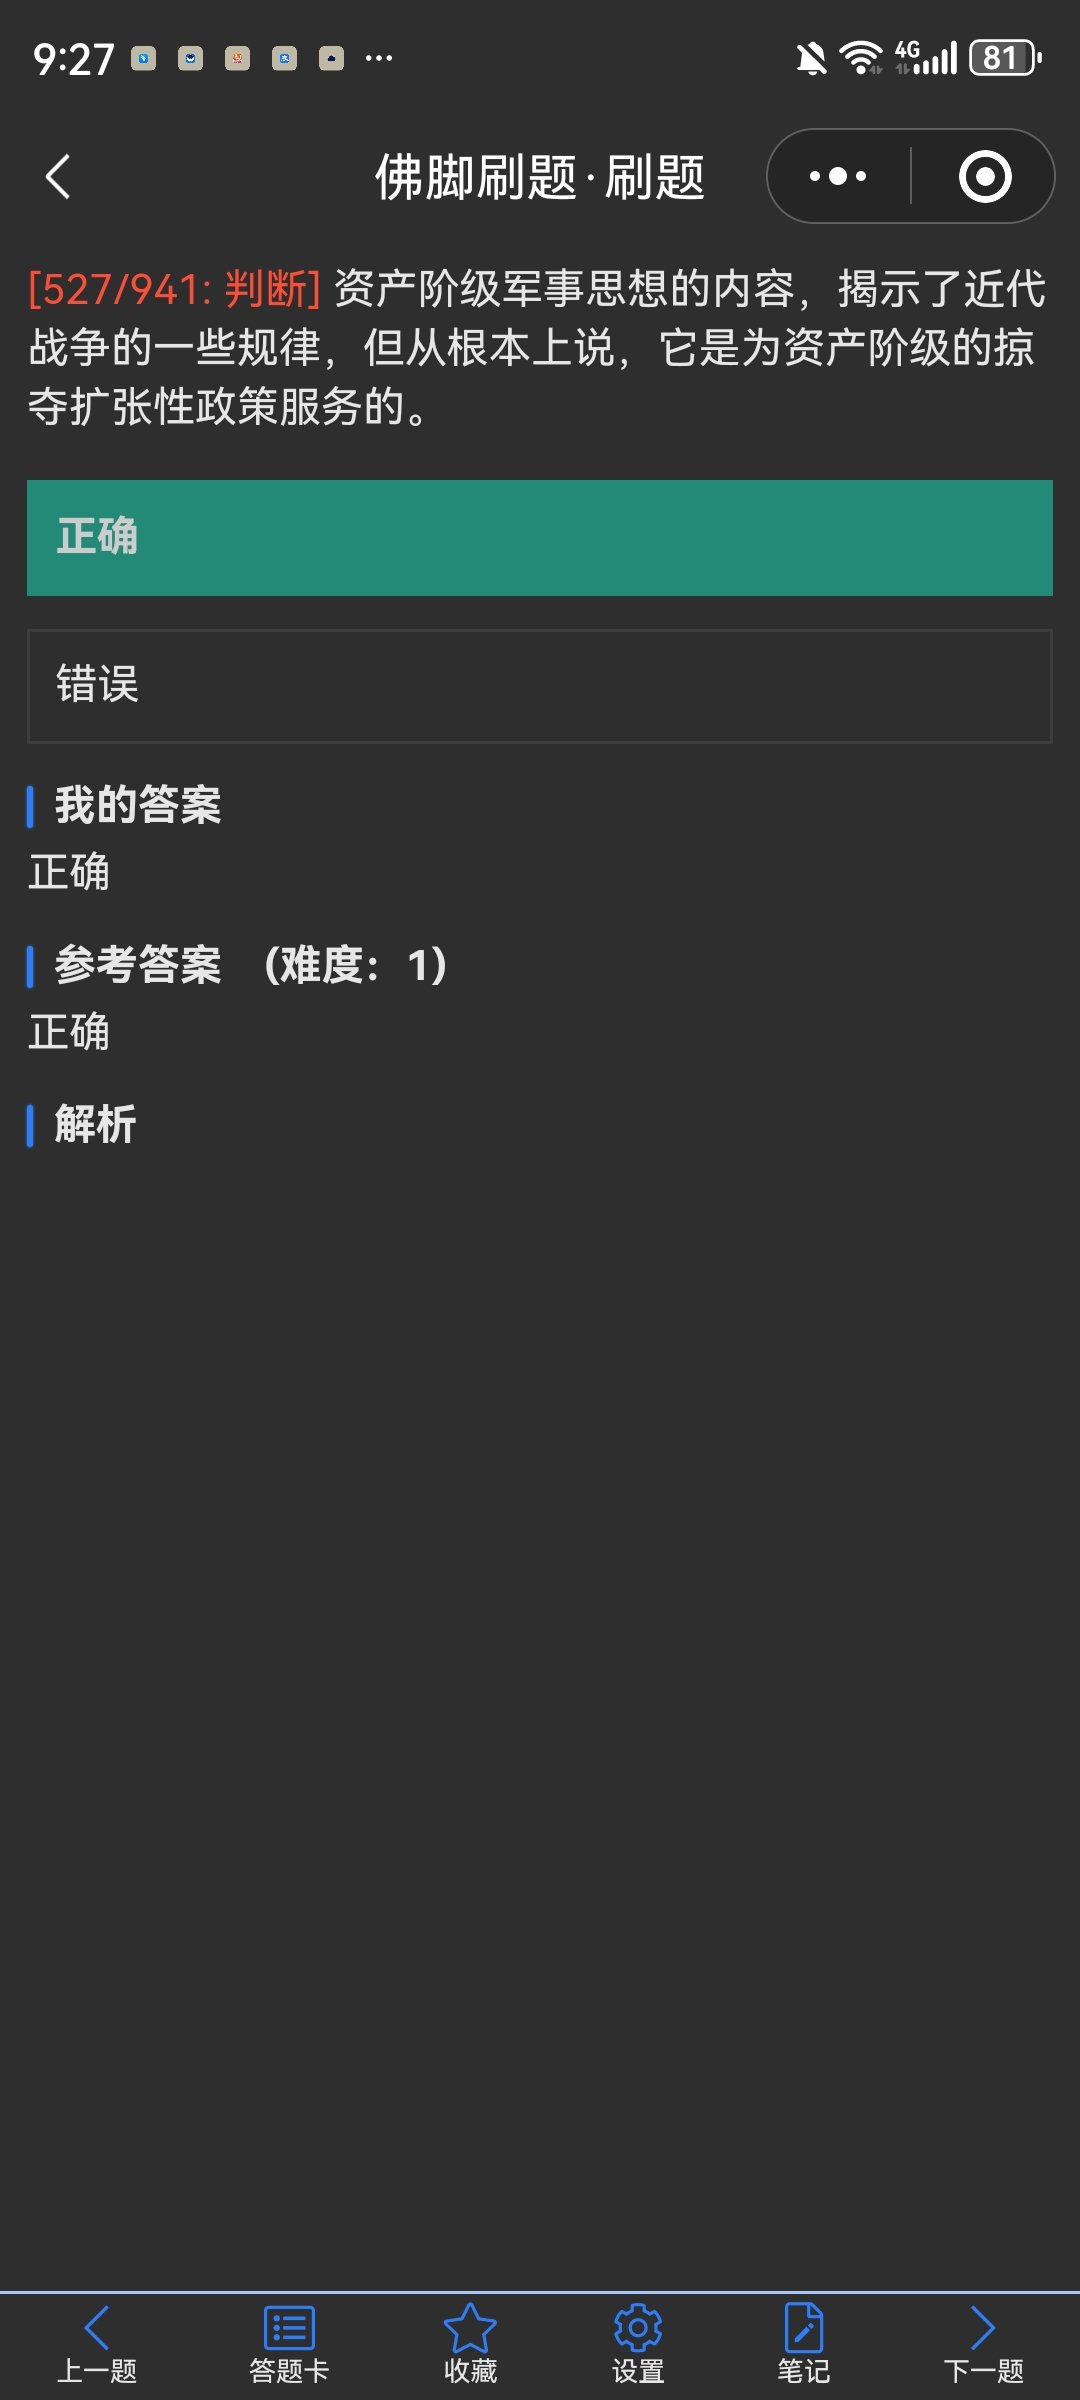 9:27
4G
81
佛脚刷题·刷题
[527/941: 判断] 资产阶级军事思想的内容，揭示了近代
战争的一些规律，但从根本上说，它是为资产阶级的掠
夺扩张性政策服务的。
正确
错误
我的答案
正确
参考答案 (难度：1)
正确
解析
上一题 答题卡 收藏 设置 笔记 下一题